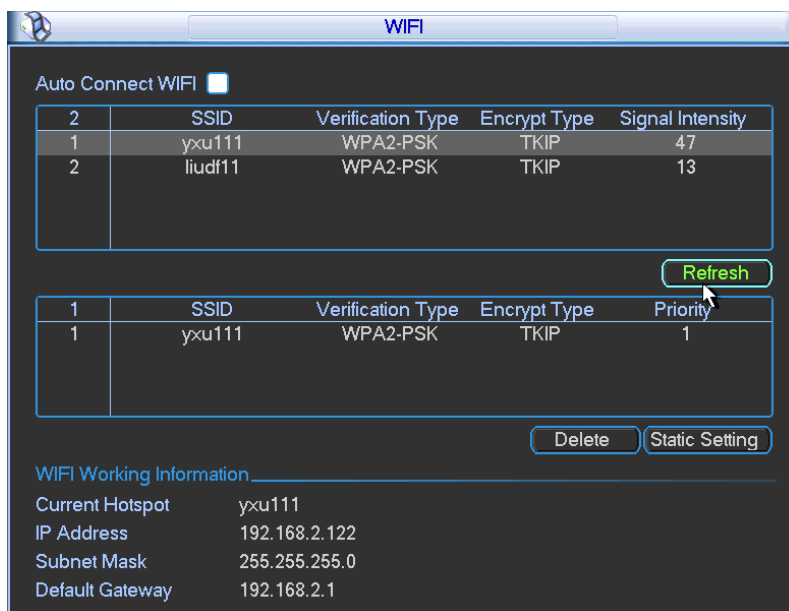 WIFI
Auto Connect WIFI
2 SSID Verification Type Encrypt Type Signal Intensity
1 yxu111 WPA2-PSK TKIP 47
2 liudf11 WPA2-PSK TKIP 13
Refresh
1 SSID Verification Type Encrypt Type Priority
1 yxu111 WPA2-PSK TKIP 1
Delete Static Setting
WIFI Working Information
Current Hotspot yxu111
IP Address 192.168.2.122
Subnet Mask 255.255.255.0
Default Gateway 192.168.2.1